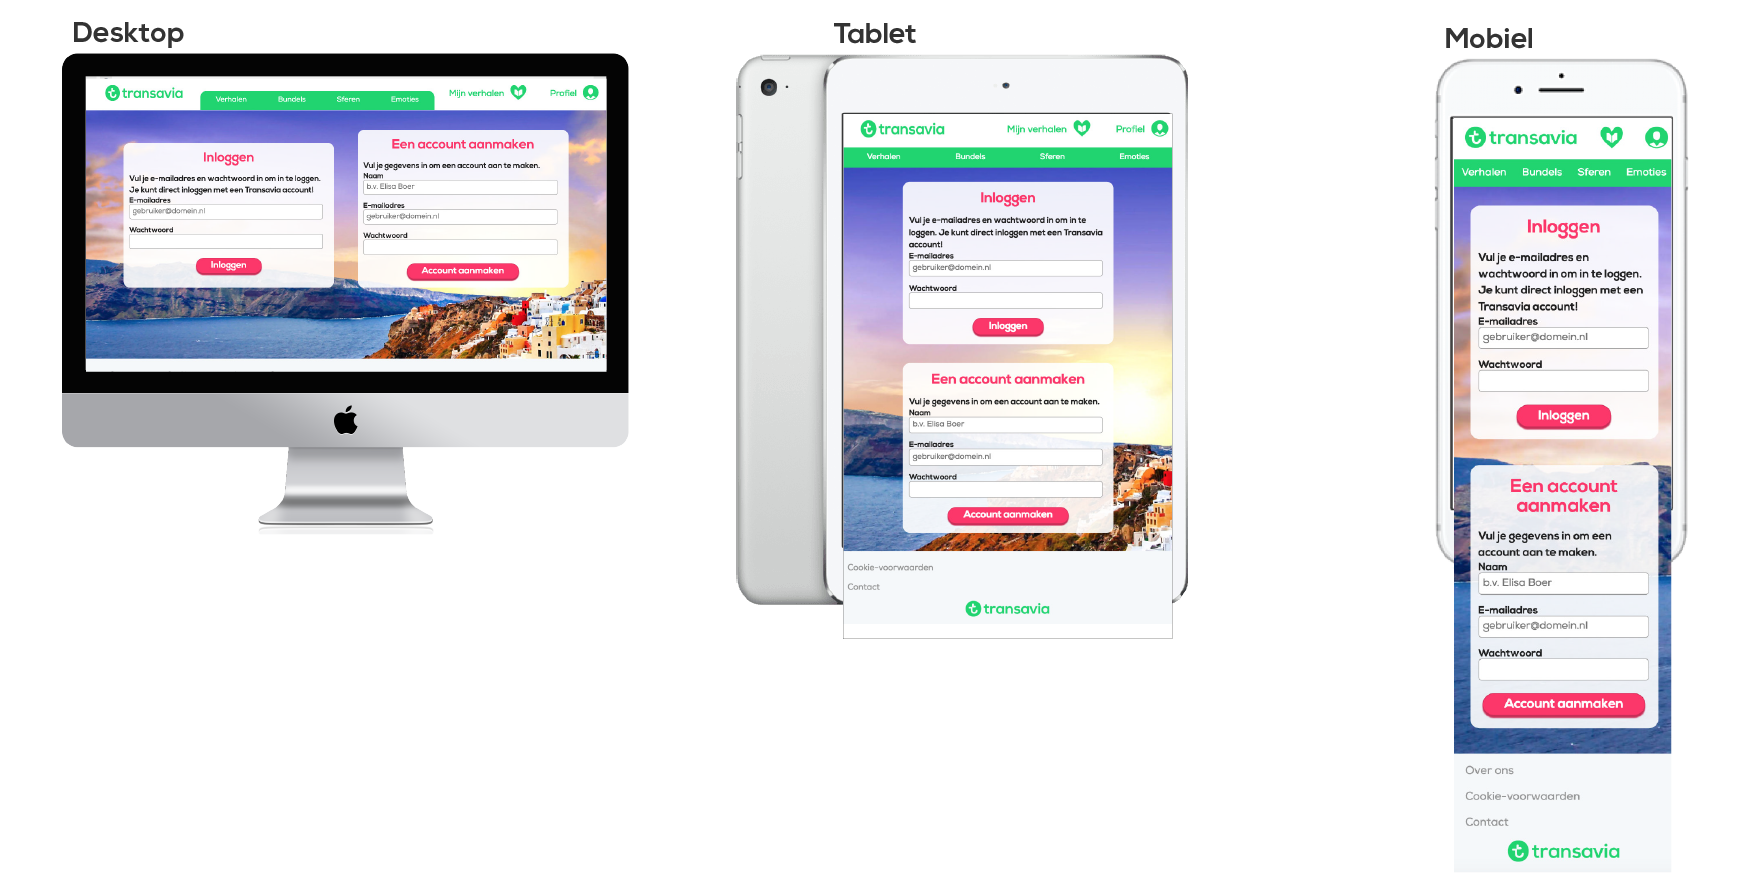 Desktop
transavia
Verhalen Bundels Sferen Emoties
Mijn verhalen
Profiel
Inloggen
Vul je e-mailadres en wachtwoord in om in te loggen.
Je kunt direct inloggen met een Transavia account!
E-mailadres
gebruiker@domein.nl
Wachtwoord
Inloggen
Een account aanmaken
Vul je gegevens in om een account aan te maken.
Naam
b.v. Elisa Boer
E-mailadres
gebruiker@domein.nl
Wachtwoord
Account aanmaken
Tablet
transavia
Mijn verhalen
Profiel
Verhalen Bundels Sferen Emoties
Inloggen
Vul je e-mailadres en wachtwoord in om in te
loggen. Je kunt direct inloggen met een Transavia
account!
E-mailadres
gebruiker@domein.nl
Wachtwoord
Inloggen
Een account aanmaken
Vul je gegevens in om een account aan te maken.
Naam
b.v. Elisa Boer
E-mailadres
gebruiker@domein.nl
Wachtwoord
Account aanmaken
Cookie-voorwaarden
Contact
transavia
Mobiel
transavia
Verhalen Bundels Sferen Emoties
Inloggen
Vul je e-mailadres en
wachtwoord in om in te loggen.
Je kunt direct inloggen met een
Transavia account!
E-mailadres
gebruiker@domein.nl
Wachtwoord
Inloggen
Een account
aanmaken
Vul je gegevens in om een
account aan te maken.
Naam
b.v. Elisa Boer
E-mailadres
gebruiker@domein.nl
Wachtwoord
Account aanmaken
Over ons
Cookie-voorwaarden
Contact
transavia